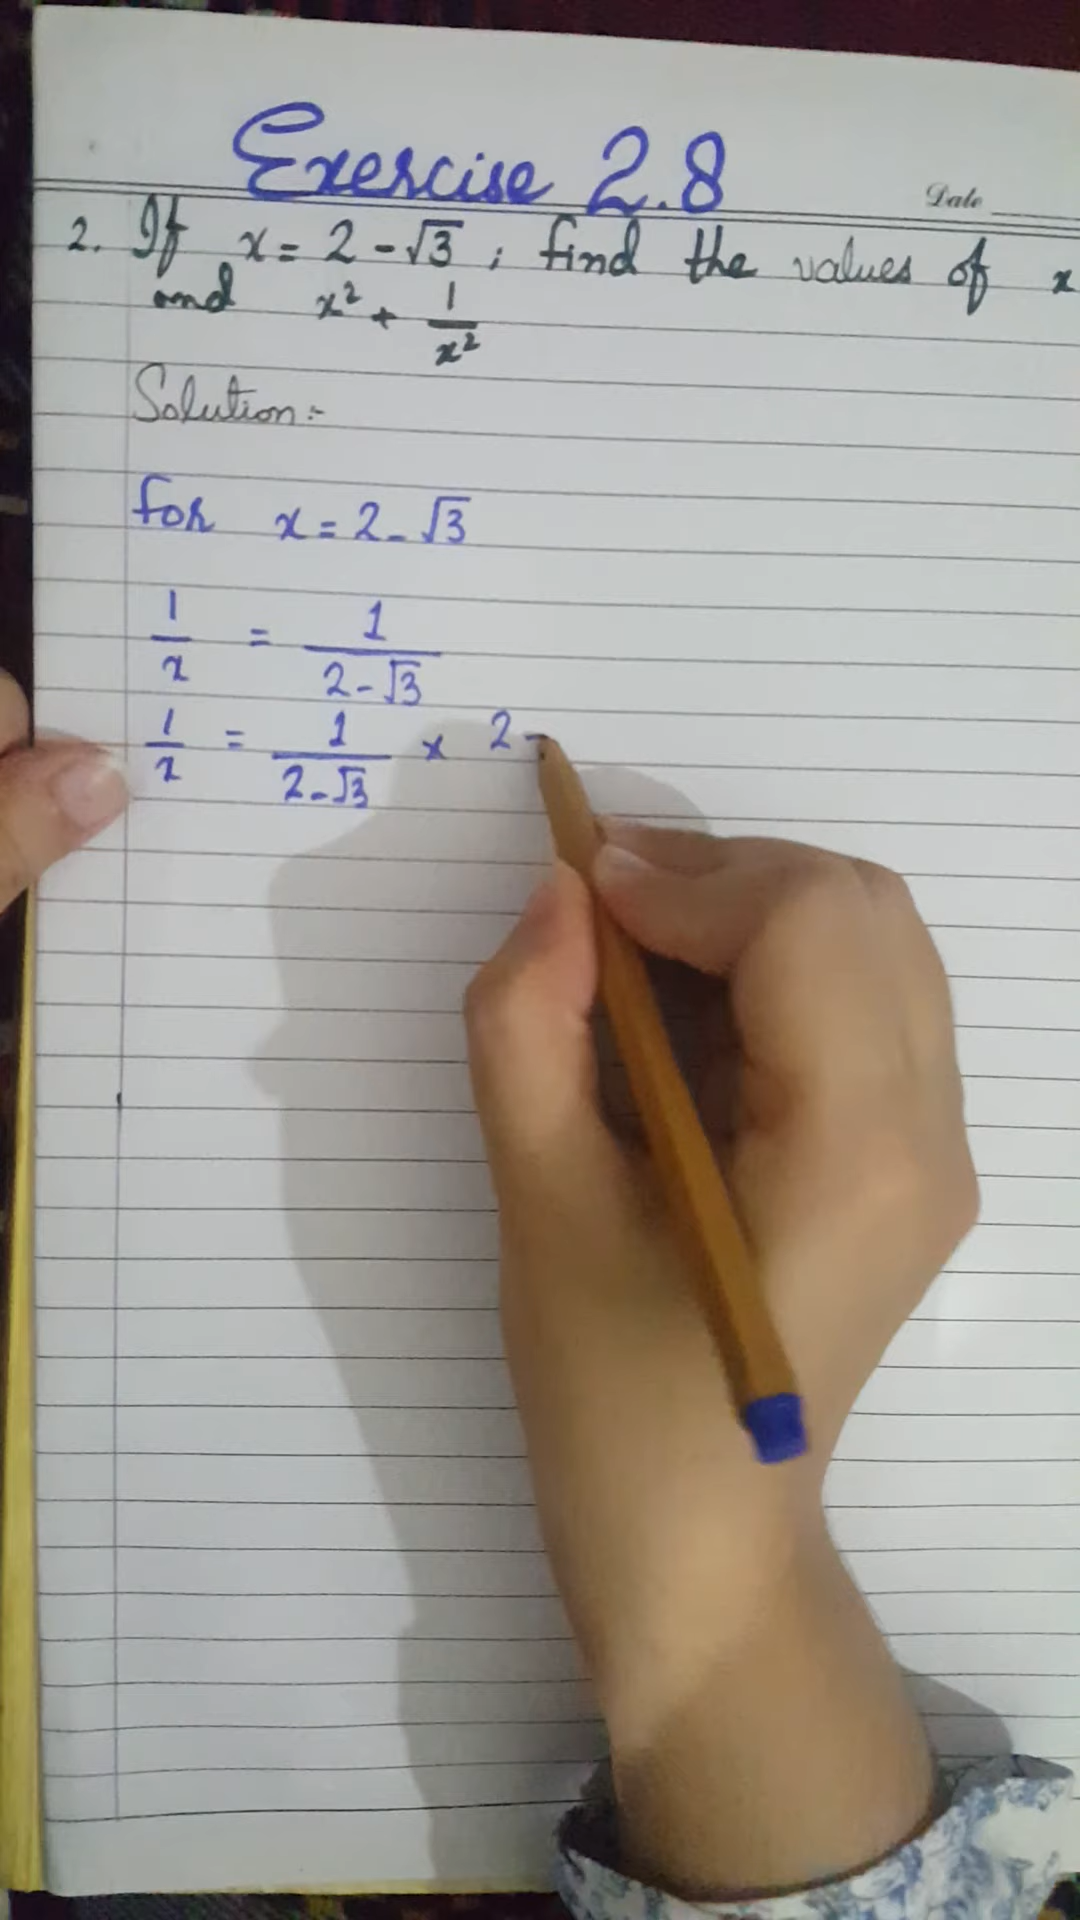 Exercise 2.8
Date
2. If x = 2 - √3 ; find the values of x
and x² + 1/x²
Solution:-
for x = 2 - √3
1/x = 1/(2 - √3)
1/x = 1/(2 - √3) × 2 -